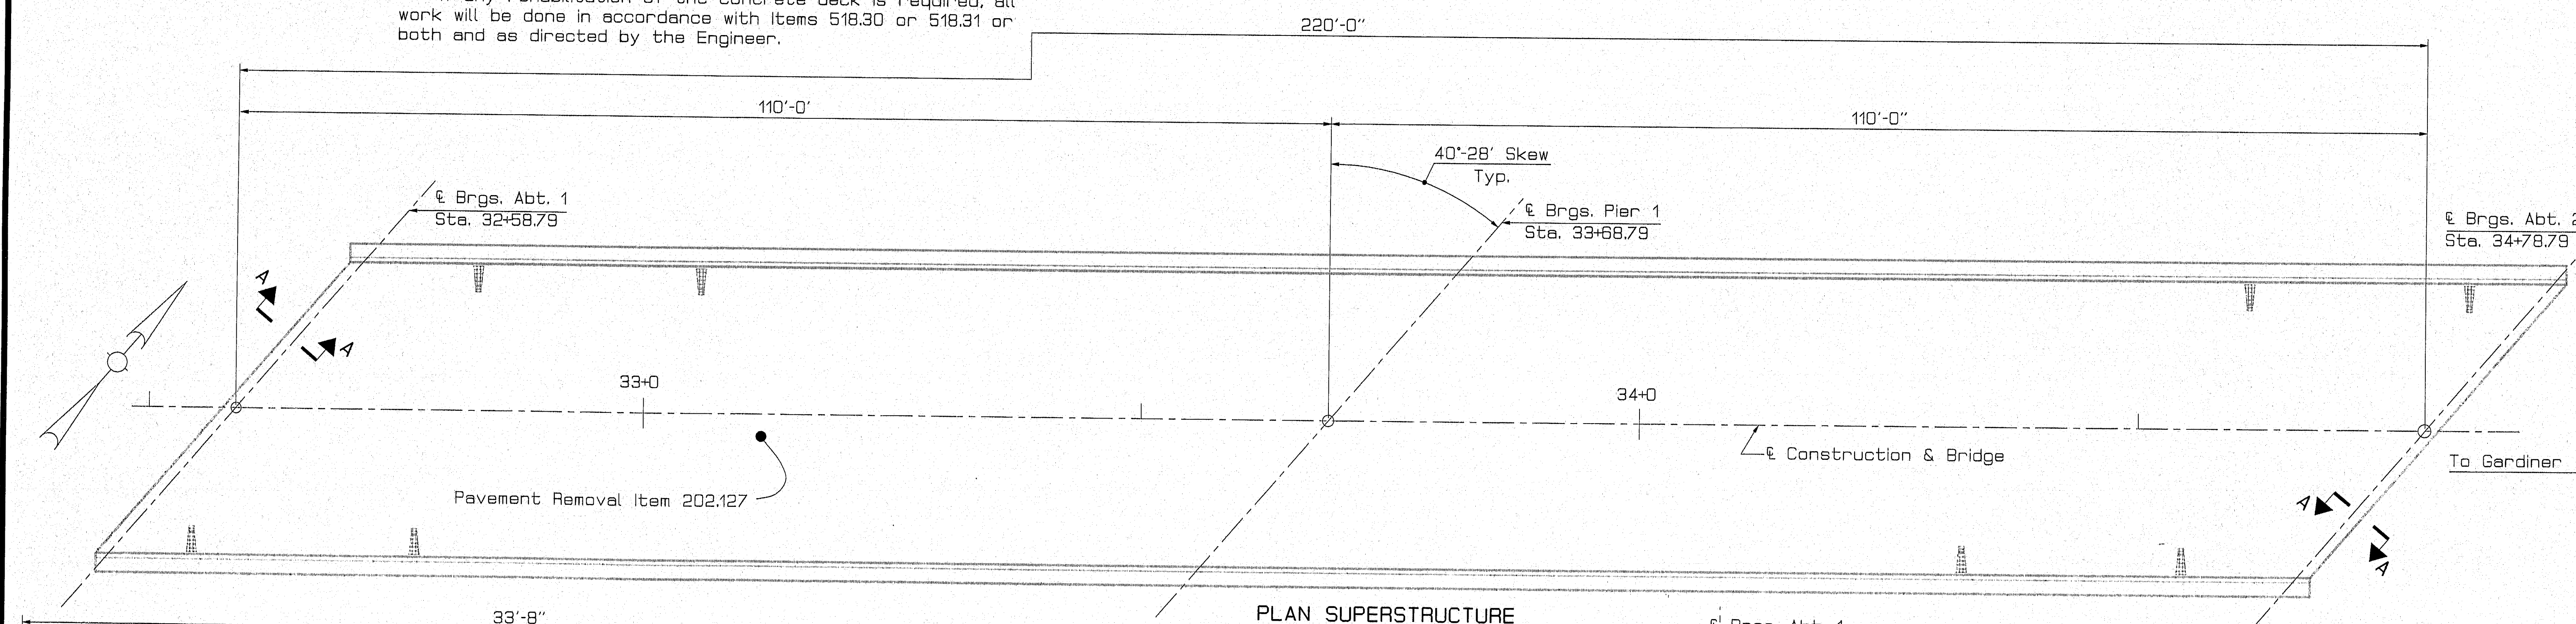 work will be done in accordance with Items 518.30 or 518.31 or
both and as directed by the Engineer.
220'-0"
110'-0'
110'-0"
40°-28' Skew
Typ.
℄ Brgs. Abt. 1
Sta. 32+58.79
℄ Brgs. Pier 1
Sta. 33+68.79
℄ Brgs. Abt. 2
Sta. 34+78.79
A
A
33+0
34+0
℄ Construction & Bridge
To Gardiner
Pavement Removal Item 202.127
A
A
33'-8"
PLAN SUPERSTRUCTURE